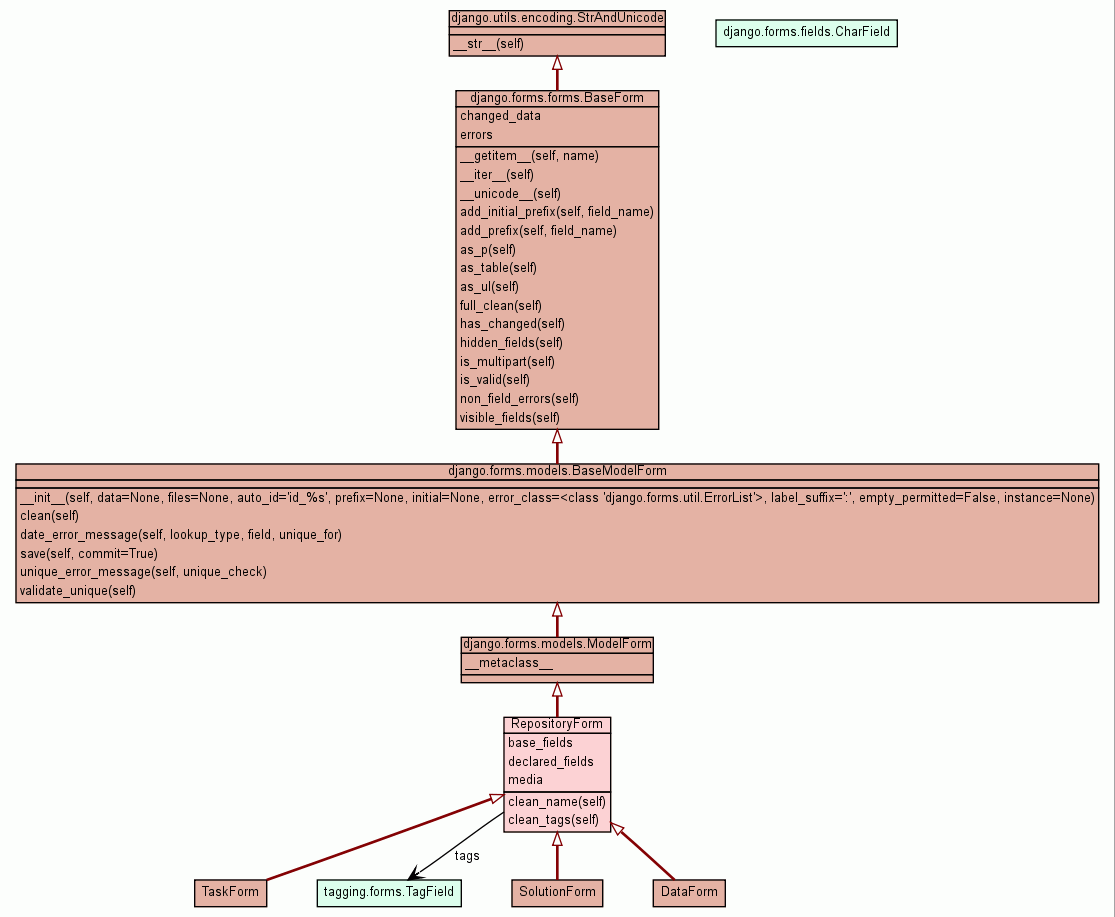 django.utils.encoding.StrAndUnicode
__str__(self)
django.forms.fields.CharField
django.forms.forms.BaseForm
changed_data
errors
__getitem__(self, name)
__iter__(self)
__unicode__(self)
add_initial_prefix(self, field_name)
add_prefix(self, field_name)
as_p(self)
as_table(self)
as_ul(self)
full_clean(self)
has_changed(self)
hidden_fields(self)
is_multipart(self)
is_valid(self)
non_field_errors(self)
visible_fields(self)
django.forms.models.BaseModelForm
__init__(self, data=None, files=None, auto_id='id_%s', prefix=None, initial=None, error_class=<class 'django.forms.util.ErrorList'>, label_suffix=':', empty_permitted=False, instance=None)
clean(self)
date_error_message(self, lookup_type, field, unique_for)
save(self, commit=True)
unique_error_message(self, unique_check)
validate_unique(self)
django.forms.models.ModelForm
__metaclass__
RepositoryForm
base_fields
declared_fields
media
clean_name(self)
clean_tags(self)
tags
TaskForm
tagging.forms.TagField
SolutionForm
DataForm